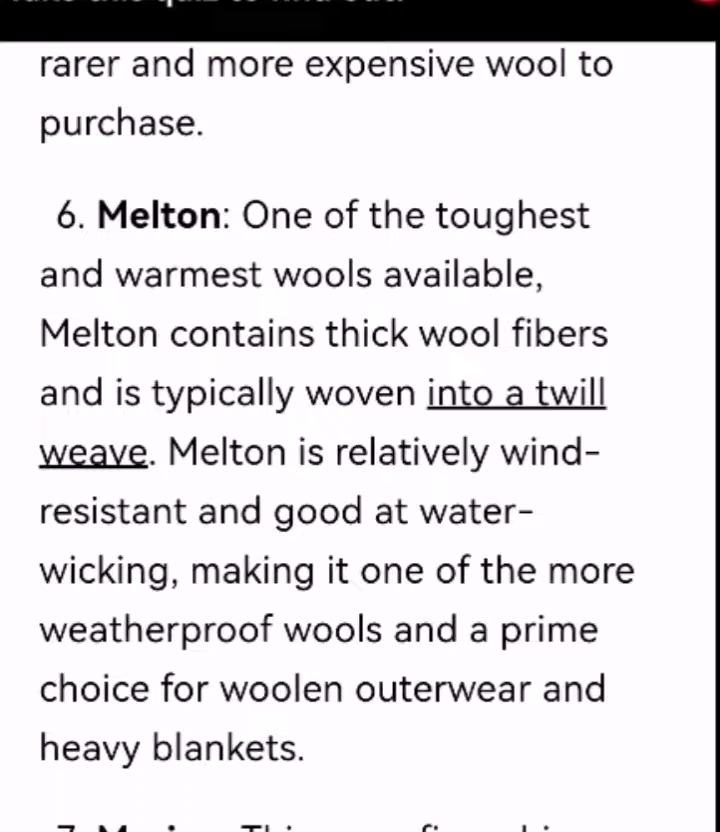 rarer and more expensive wool to
purchase.
6. Melton: One of the toughest
and warmest wools available,
Melton contains thick wool fibers
and is typically woven into a twill
weave. Melton is relatively wind-
resistant and good at water-
wicking, making it one of the more
weatherproof wools and a prime
choice for woolen outerwear and
heavy blankets.